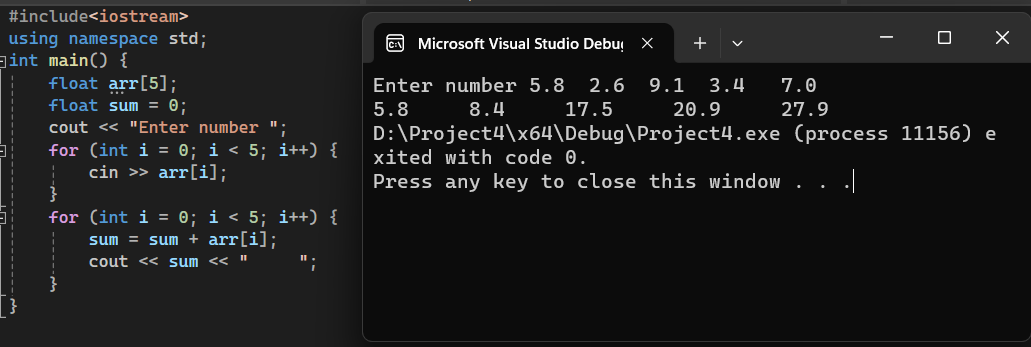 #include<iostream>
using namespace std;
int main() {
    float arr[5];
    float sum = 0;
    cout << "Enter number ";
    for (int i = 0; i < 5; i++) {
        cin >> arr[i];
    }
    for (int i = 0; i < 5; i++) {
        sum = sum + arr[i];
        cout << sum << "     ";
    }
}
Microsoft Visual Studio Debug
Enter number 5.8  2.6  9.1  3.4   7.0
5.8     8.4     17.5     20.9     27.9
D:\Project4\x64\Debug\Project4.exe (process 11156) e
xited with code 0.
Press any key to close this window . . .